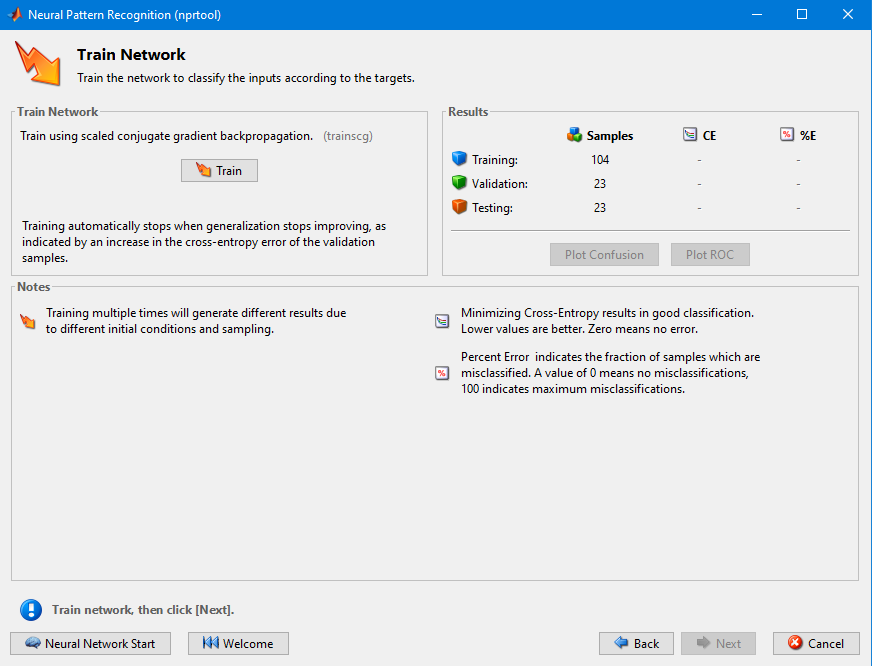 Neural Pattern Recognition (nprtool)
Train Network
Train the network to classify the inputs according to the targets.
Train Network
Train using scaled conjugate gradient backpropagation. (trainscg)
Train
Training automatically stops when generalization stops improving, as
indicated by an increase in the cross-entropy error of the validation
samples.
Results
Samples CE %E
Training: 104 - -
Validation: 23 - -
Testing: 23 - -
Plot Confusion Plot ROC
Notes
Training multiple times will generate different results due
to different initial conditions and sampling.
Minimizing Cross-Entropy results in good classification.
Lower values are better. Zero means no error.
Percent Error indicates the fraction of samples which are
misclassified. A value of 0 means no misclassifications,
100 indicates maximum misclassifications.
Train network, then click [Next].
Neural Network Start Welcome Back Next Cancel